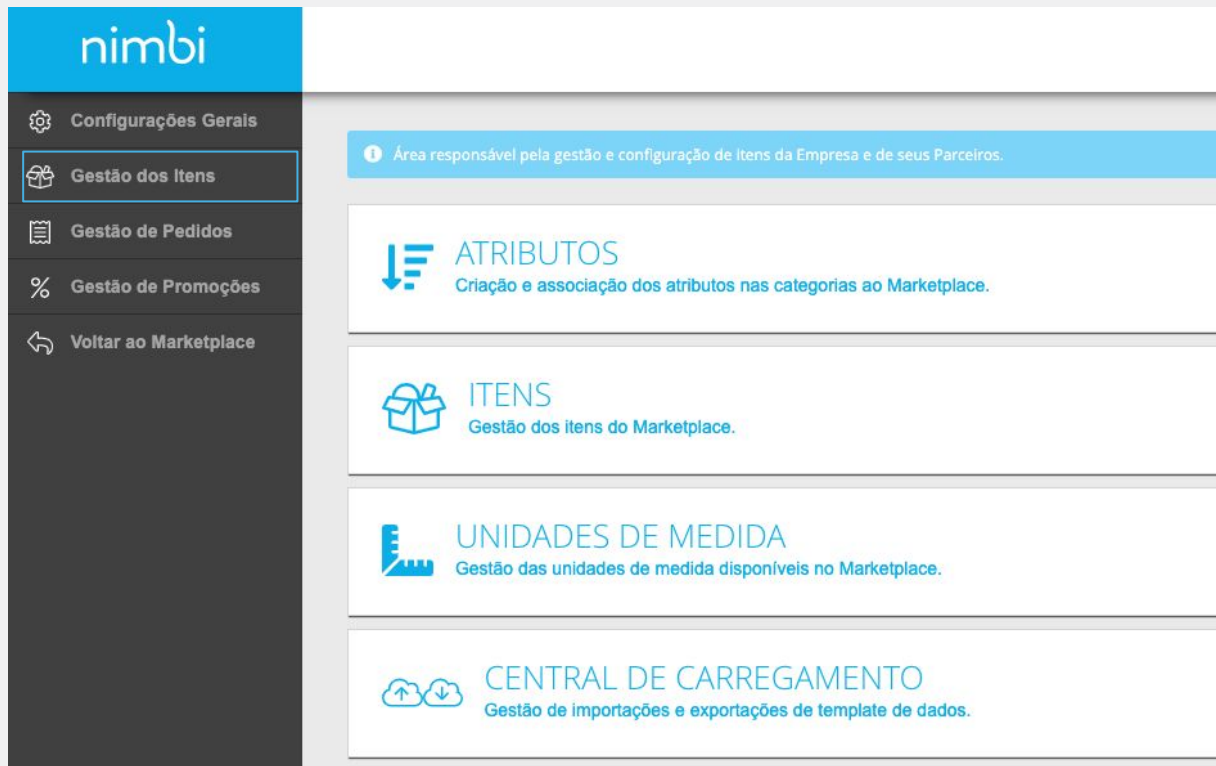 nimbi
Configurações Gerais
Gestão dos Itens
Gestão de Pedidos
Gestão de Promoções
Voltar ao Marketplace
Área responsável pela gestão e configuração de itens da Empresa e de seus Parceiros.
ATRIBUTOS
Criação e associação dos atributos nas categorias ao Marketplace.
ITENS
Gestão dos itens do Marketplace.
UNIDADES DE MEDIDA
Gestão das unidades de medida disponíveis no Marketplace.
CENTRAL DE CARREGAMENTO
Gestão de importações e exportações de template de dados.